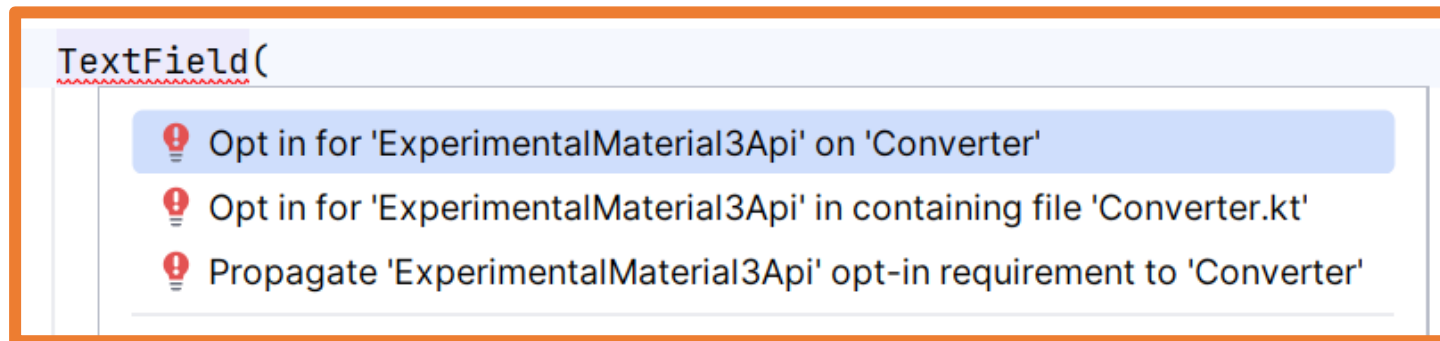 TextField(
Opt in for 'ExperimentalMaterial3Api' on 'Converter'
Opt in for 'ExperimentalMaterial3Api' in containing file 'Converter.kt'
Propagate 'ExperimentalMaterial3Api' opt-in requirement to 'Converter'